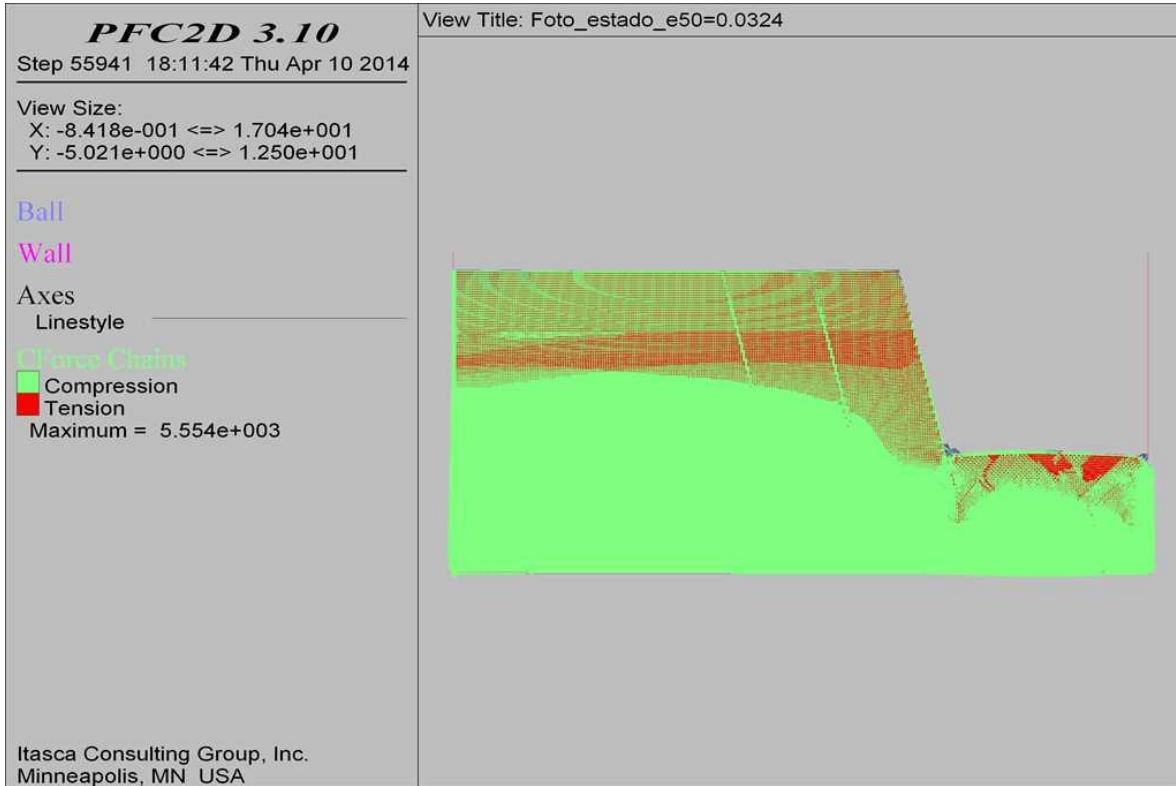 PFC2D 3.10
Step 55941  18:11:42 Thu Apr 10 2014
View Size:
X: -8.418e-001 <=> 1.704e+001
Y: -5.021e+000 <=> 1.250e+001
Ball
Wall
Axes
Linestyle
CForce Chains
Compression
Tension
Maximum =  5.554e+003
Itasca Consulting Group, Inc.
Minneapolis, MN  USA
View Title: Foto_estado_e50=0.0324